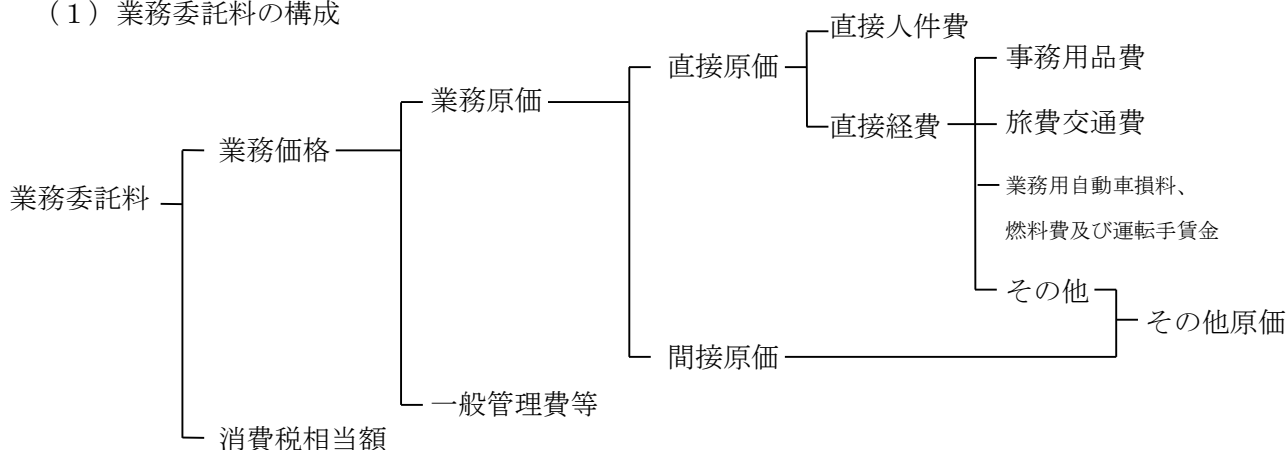 （１）業務委託料の構成
直接人件費
直接原価
事務用品費
業務原価
直接経費
旅費交通費
業務価格
業務委託料
業務用自動車損料、
燃料費及び運転手賃金
その他
その他原価
間接原価
一般管理費等
消費税相当額